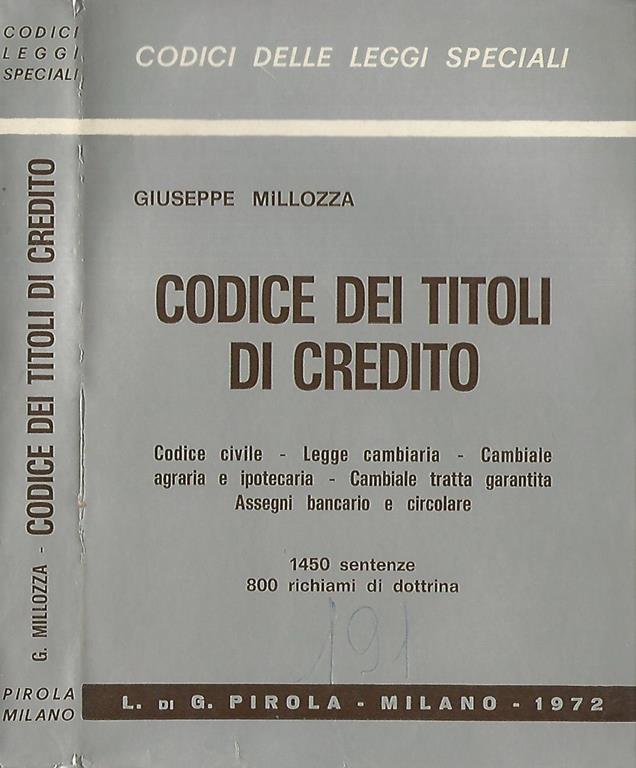 CODICI
LEGGI
SPECIALI
G. MILLOZZA - CODICE DEI TITOLI DI CREDITO
PIROLA
MILANO
CODICI DELLE LEGGI SPECIALI
GIUSEPPE MiLLOZZA
CODICE DEI TITOLI
DI CREDITO
Codice civile - Legge cambiaria - Cambiale
agraria e ipotecaria - Cambiale tratta garantita
Assegni bancario e circolare
1450 sentenze
800 richiami di dottrina
191
L. DI G. PIROLA - MILANO - 1972